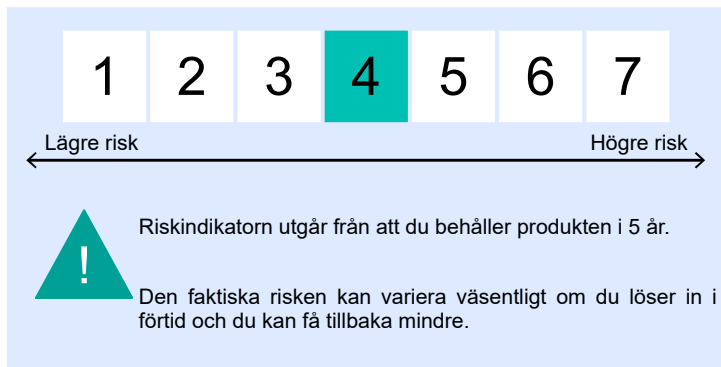 1 2 3 4 5 6 7
Lägre risk Högre risk
!
Riskindikatorn utgår från att du behåller produkten i 5 år.
Den faktiska risken kan variera väsentligt om du löser in i
förtid och du kan få tillbaka mindre.